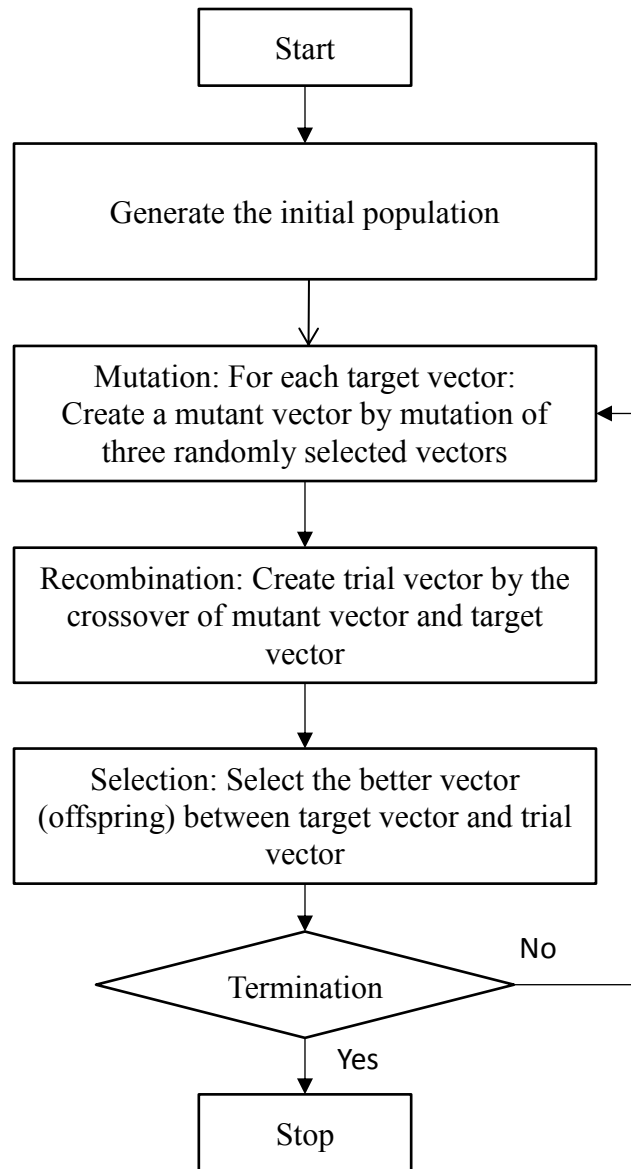 Start
Generate the initial population
Mutation: For each target vector:
Create a mutant vector by mutation of
three randomly selected vectors
Recombination: Create trial vector by the
crossover of mutant vector and target
vector
Selection: Select the better vector
(offspring) between target vector and trial
vector
No
Termination
Yes
Stop